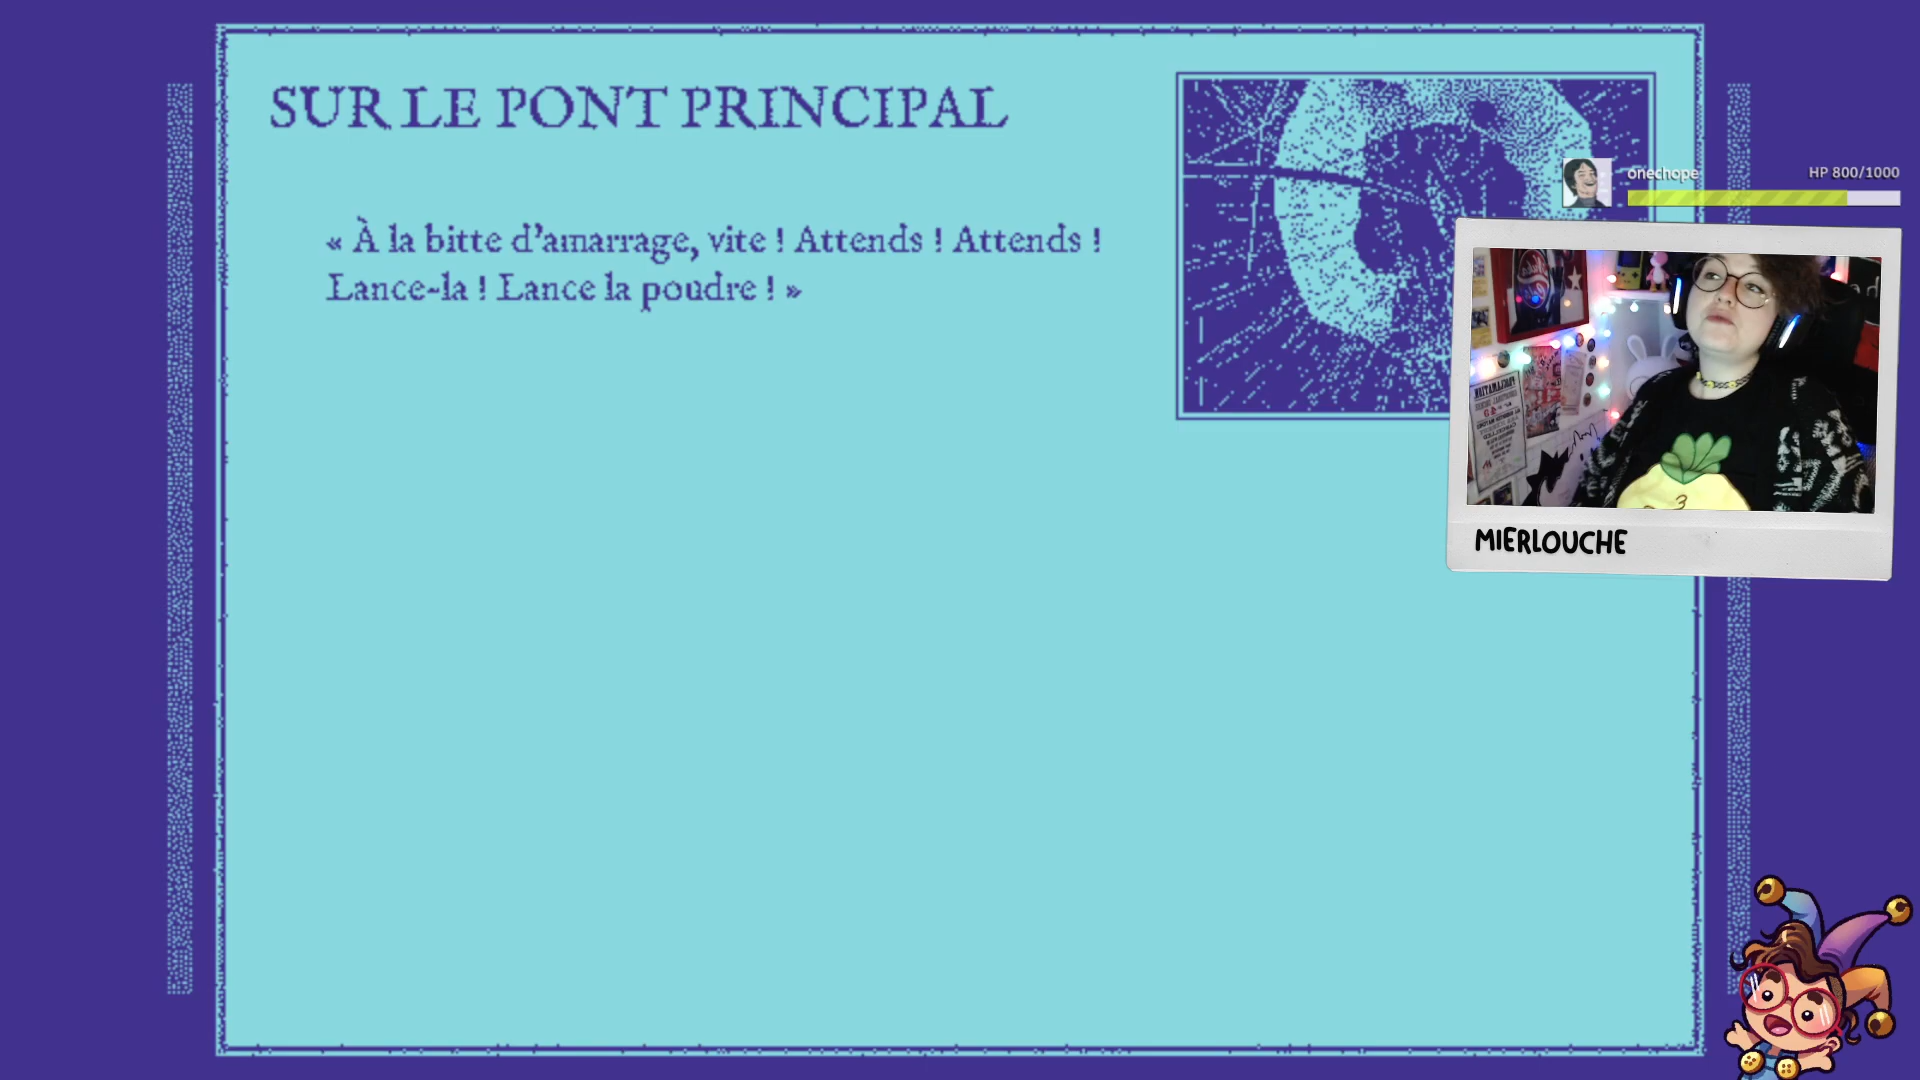 SUR LE PONT PRINCIPAL
« À la bitte d'amarrage, vite ! Attends ! Attends !
Lance-la ! Lance la poudre ! »
onechope
HP 800/1000
MIERLOUCHE